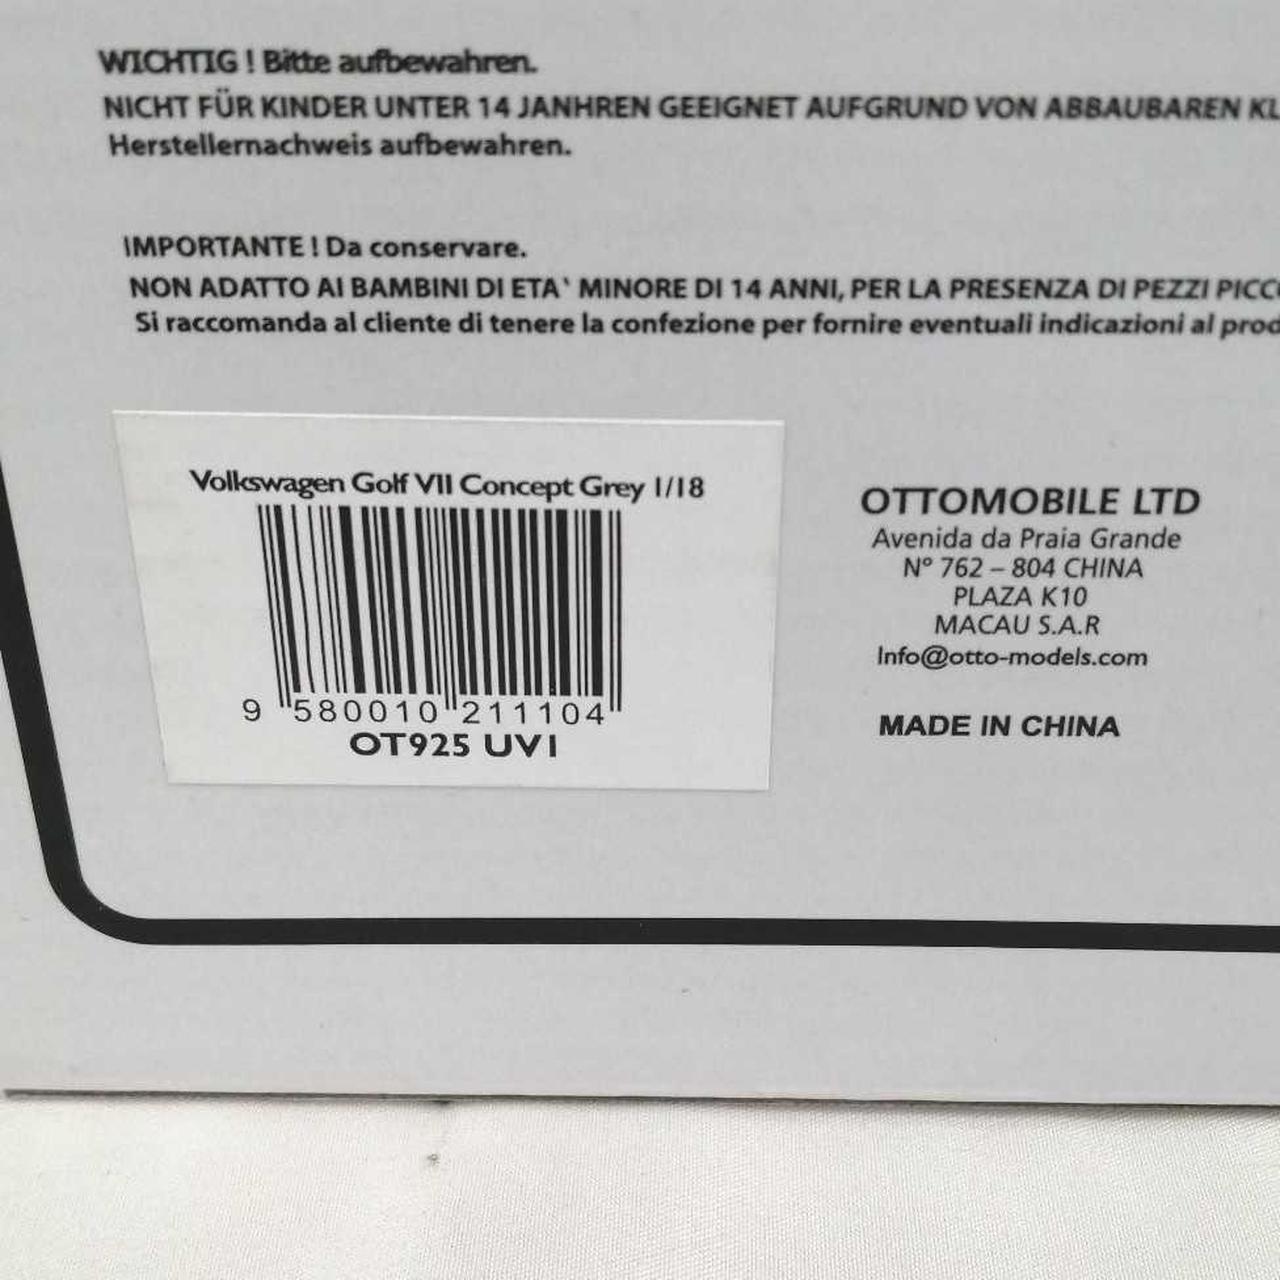 WICHTIG ! Bitte aufbewahren.
NICHT FÜR KINDER UNTER 14 JANHREN GEEIGNET AUFGRUND VON ABBAUBAREN KL
Herstellernachweis aufbewahren.
IMPORTANTE ! Da conservare.
NON ADATTO AI BAMBINI DI ETA` MINORE DI 14 ANNI, PER LA PRESENZA DI PEZZI PICC
Si raccomanda al cliente di tenere la confezione per fornire eventuali indicazioni al prod
Volkswagen Golf VII Concept Grey 1/18
9 580010 211104
OT925 UV1
OTTOMOBILE LTD
Avenida da Praia Grande
N° 762 – 804 CHINA
PLAZA K10
MACAU S.A.R
Info@otto-models.com
MADE IN CHINA